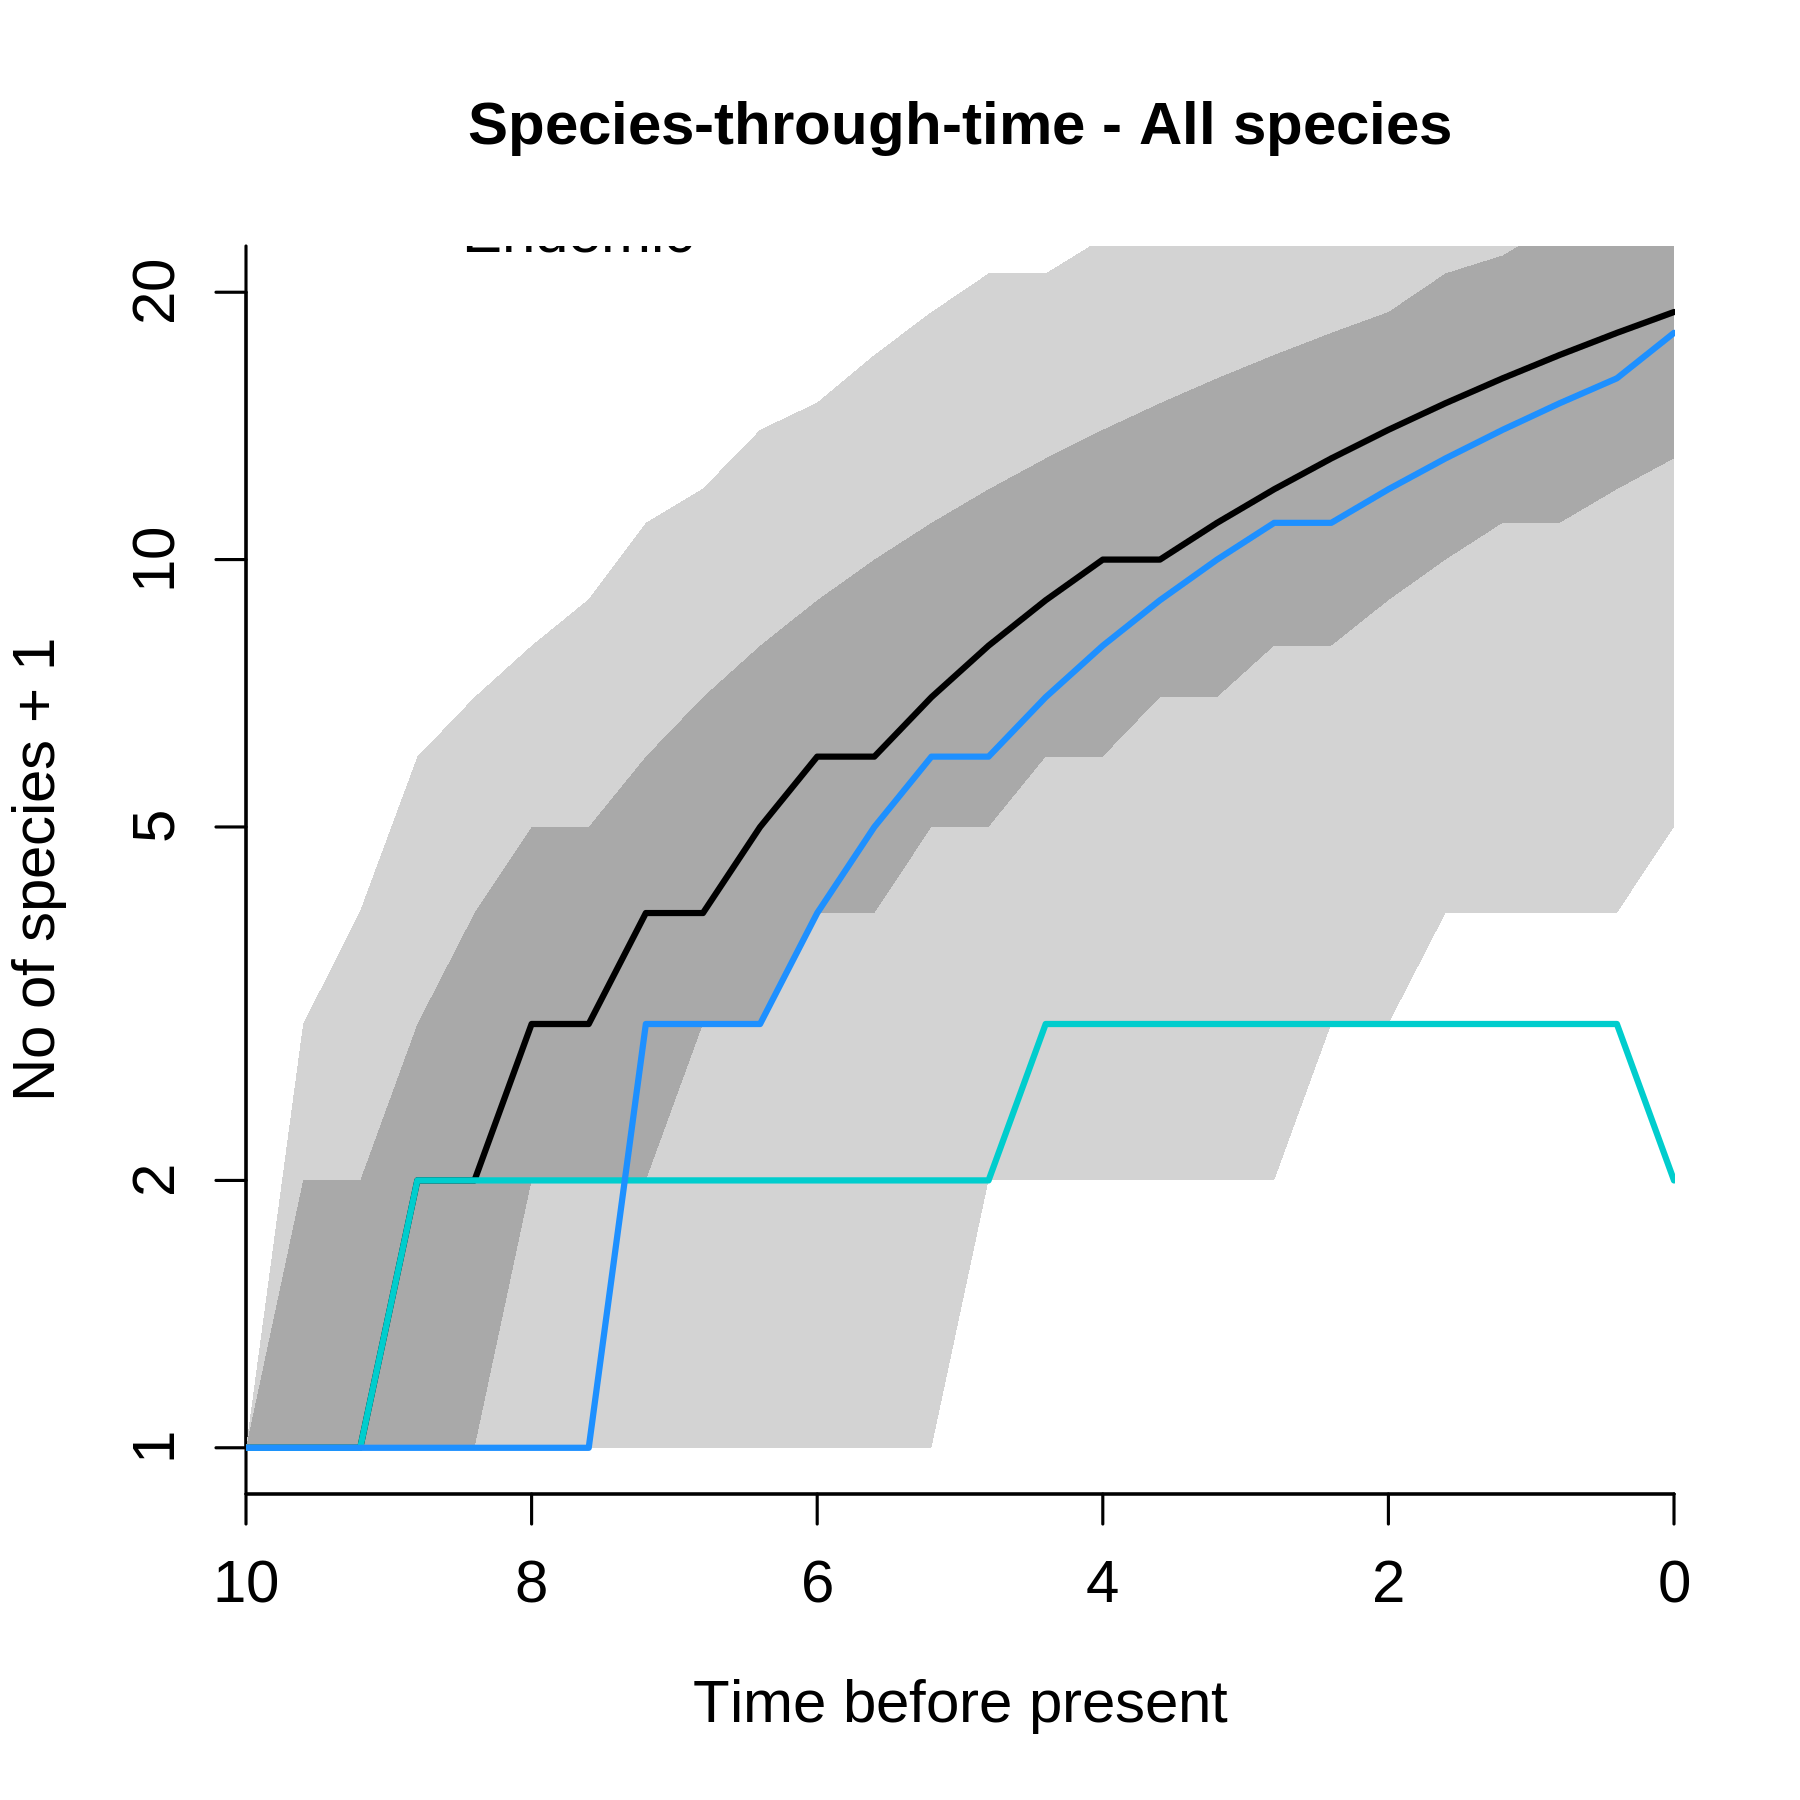 Species-through-time - All species
No of species + 1
20
10
5
2
1
10 8 6 4 2 0
Time before present